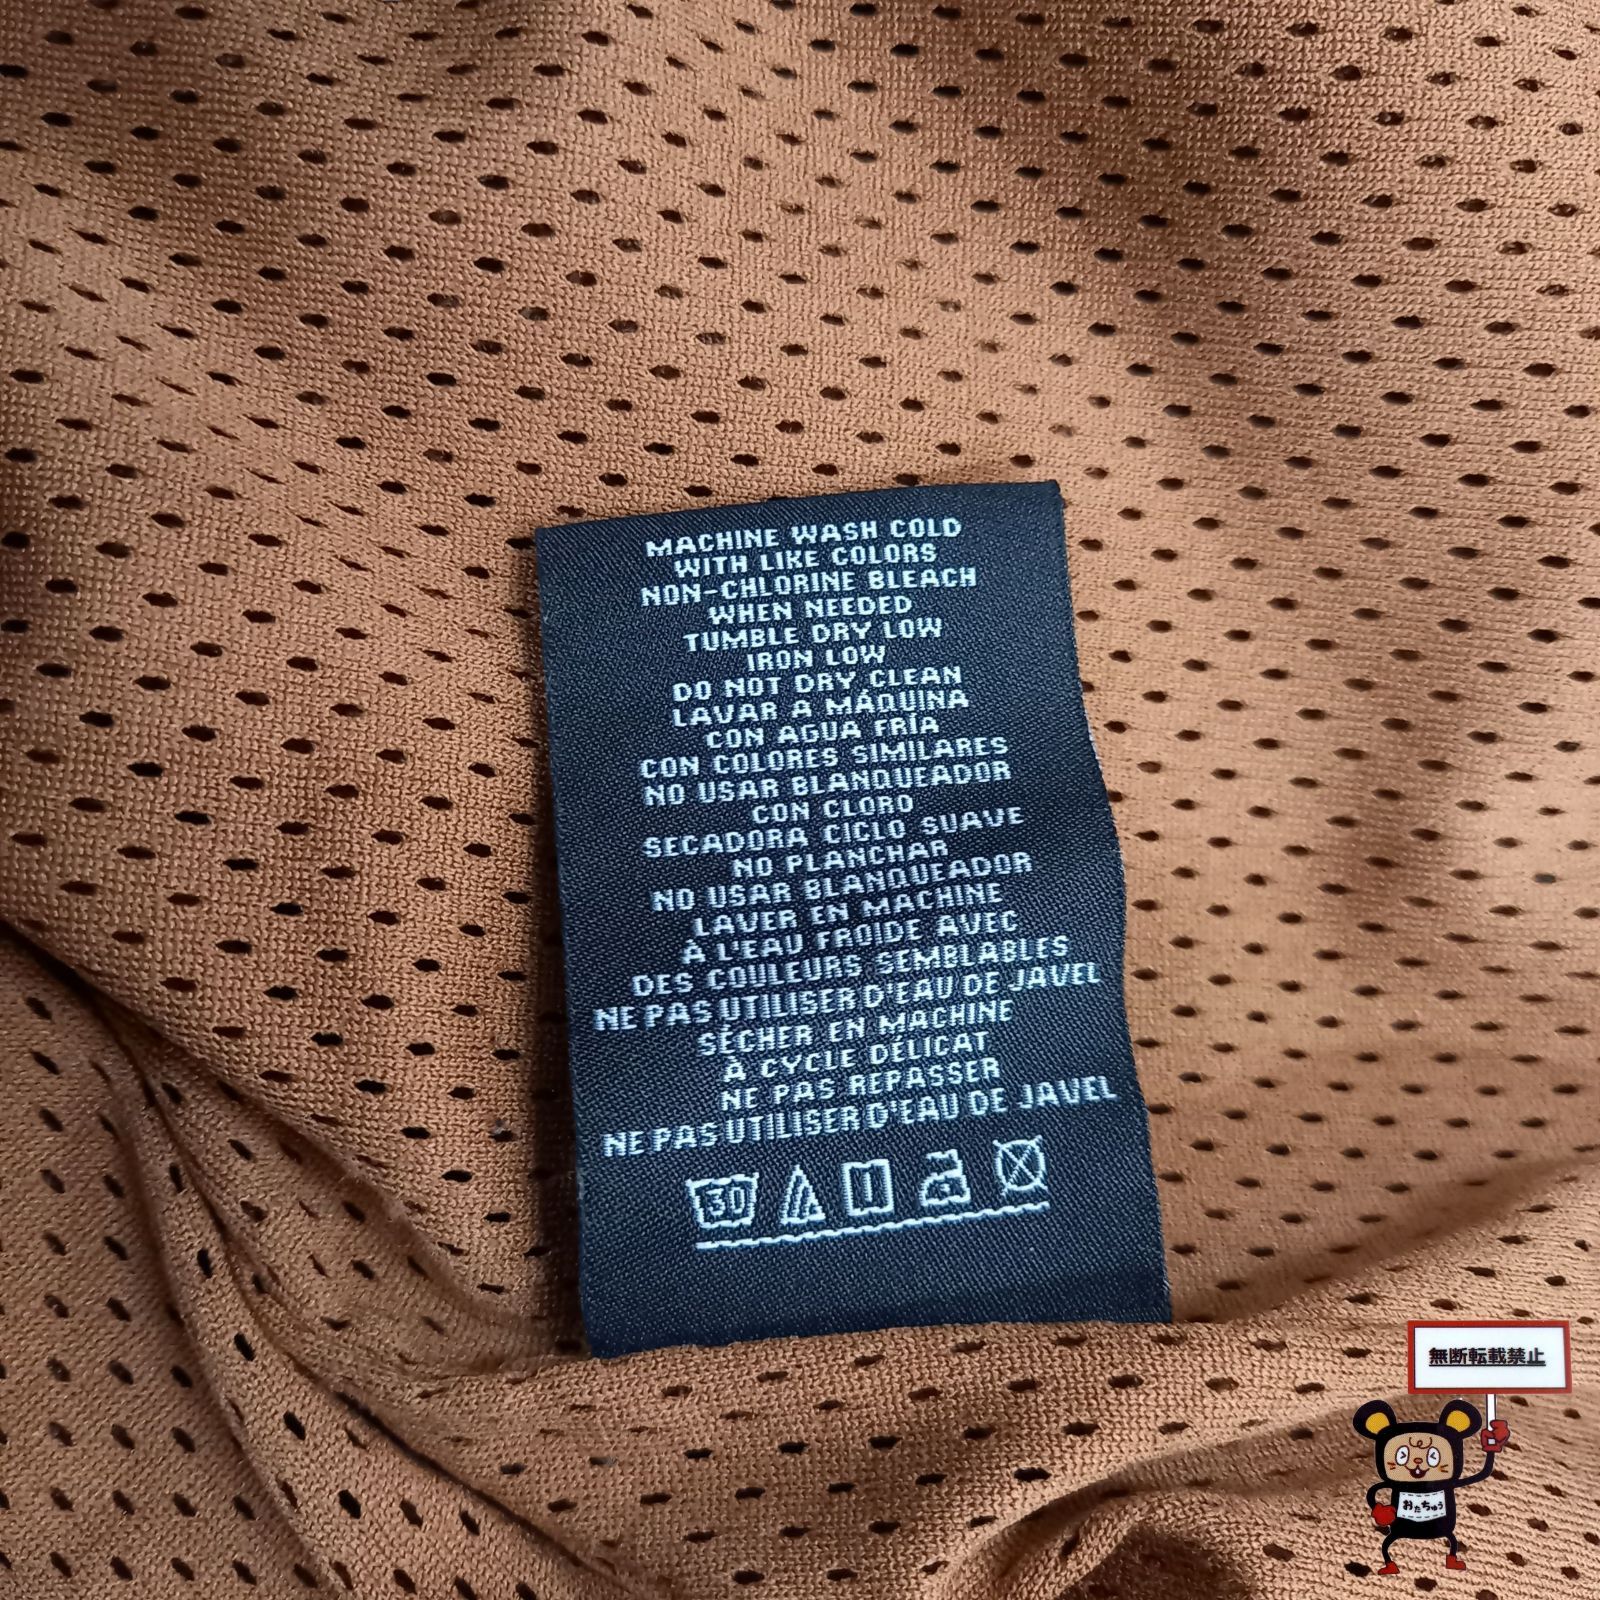 MACHINE WASH COLD
WITH LIKE COLORS
NON-CHLORINE BLEACH
WHEN NEEDED
TUMBLE DRY LOW
IRON LOW
DO NOT DRY CLEAN
LAVAR A MÁQUINA
CON AGUA FRÍA
CON COLORES SIMILARES
NO USAR BLANQUEADOR
CON CLORO
SECADORA CICLO SUAVE
NO PLANCHAR
NO USAR BLANQUEADOR
LAVER EN MACHINE
À L'EAU FROIDE AVEC
DES COULEURS SEMBLABLES
NE PAS UTILISER D'EAU DE JAVEL
SÉCHER EN MACHINE
À CYCLE DÉLICAT
NE PAS REPASSER
NE PAS UTILISER D'EAU DE JAVEL
30
無断転載禁止
おたちゅう